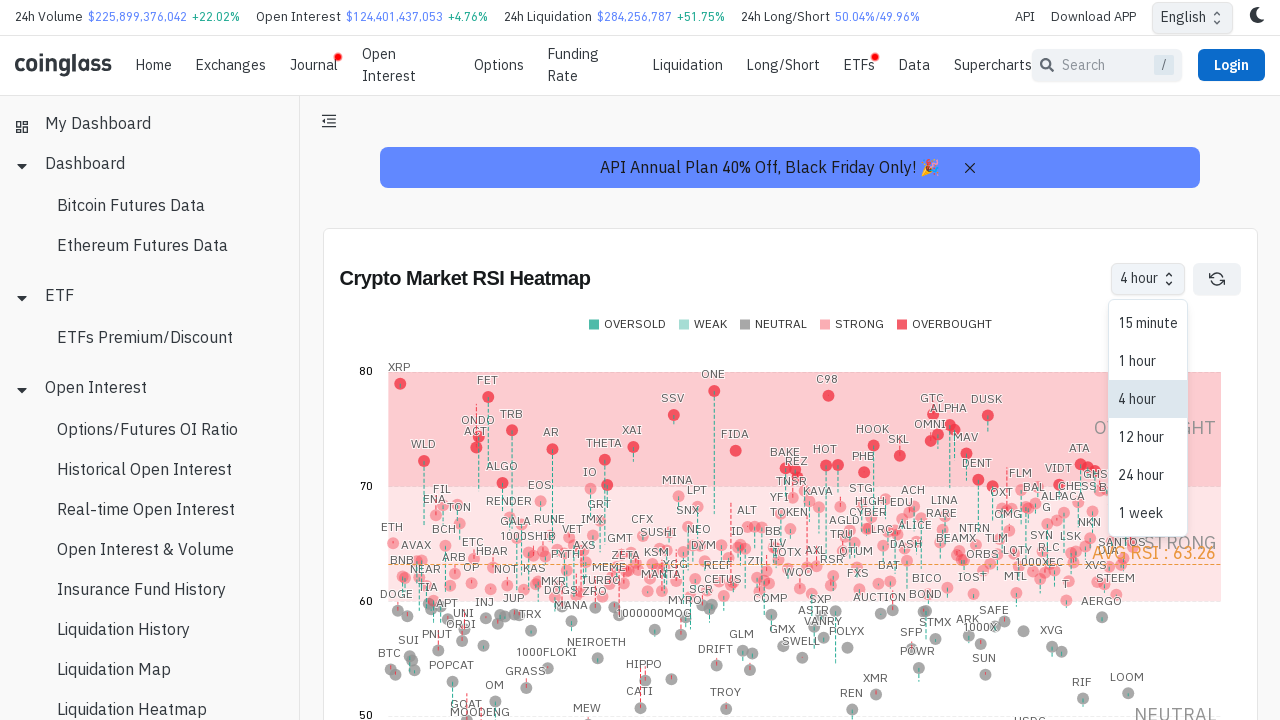 24h Volume $225,899,376,042 +22.02% Open Interest $124,401,437,053 +4.76% 24h Liquidation $284,256,787 +51.75% 24h Long/Short 50.04%/49.96% API Download APP English
coinglass Home Exchanges Journal Open Interest Options Funding Rate Liquidation Long/Short ETFs Data Supercharts Search / Login
My Dashboard
Dashboard
Bitcoin Futures Data
Ethereum Futures Data
ETF
ETFs Premium/Discount
Open Interest
Options/Futures OI Ratio
Historical Open Interest
Real-time Open Interest
Open Interest & Volume
Insurance Fund History
Liquidation History
Liquidation Map
Liquidation Heatmap
API Annual Plan 40% Off, Black Friday Only! 🎉
Crypto Market RSI Heatmap
4 hour
15 minute
1 hour
4 hour
12 hour
24 hour
1 week
OVERSOLD WEAK NEUTRAL STRONG OVERBOUGHT
80
XRP
FET
ONE
C98
SSV
GTC
ALPHA
DUSK
ONDO
TRB
ACT
AR
OMNI
HOOK
SKL
MAV
WLD
THETA
XAI
FIDA
BAKE
REZ
HOT
PHB
DENT
ATA
ALGO
IO
VIDT
FLM
GHS
70
FIL
EOS
MINA
LPT
TNSR
STG
ACH
OXT
BAL
CHESS
ENA
TON
RENDER
GRT
YFI
KAVA
HIGH
EDU
LINA
ALPACA
ETH
BCH
GALA
RUNE
IMX
CFX
SNX
ALT
TOKEN
AGLD
CYBER
RARE
OMG
G
NKN
VET
SUSHI
NEO
ID
BB
TRU
LRC
ALICE
NTRN
SYN
LSK
AVAX
ETC
100DSHIB
AXS
GMT
DYM
ILV
DASH
BEAMX
TLM
SANTOS
STRONG
BNB
ARB
HBAR
PYTH
ZETA
KSM
IOTX
AXL
QTUM
ORBS
LQTY
RLC
AVG RSI : 63.26
NEAR
OP
NOT
KAS
MEME
YGG
REEF
ZIL
RSR
BAT
1000XEC
XVS
TIA
MKR
TURBO
MANTA
CETUS
WOO
FXS
BICO
IOST
MTL
T
STEEM
DOGE
JUP
DOGS
ZRO
SCR
COMP
AUCTION
BOND
60
APT
INJ
MANA
MYRO
SXP
AERGO
UNI
TRX
1000000MOG
ASTR
SAFE
ORDI
VANRY
STMX
ARK
1000X
SUI
PNUT
NEIROETH
GLM
GMX
POLYX
SFP
XVG
BTC
1000FLOKI
DRIFT
SWELL
POWR
SUN
POPCAT
GRASS
HIPPO
XMR
OM
CATI
TROY
REN
RIF
LOOM
GOAT
MOODENG
MEW
NEUTRAL
50